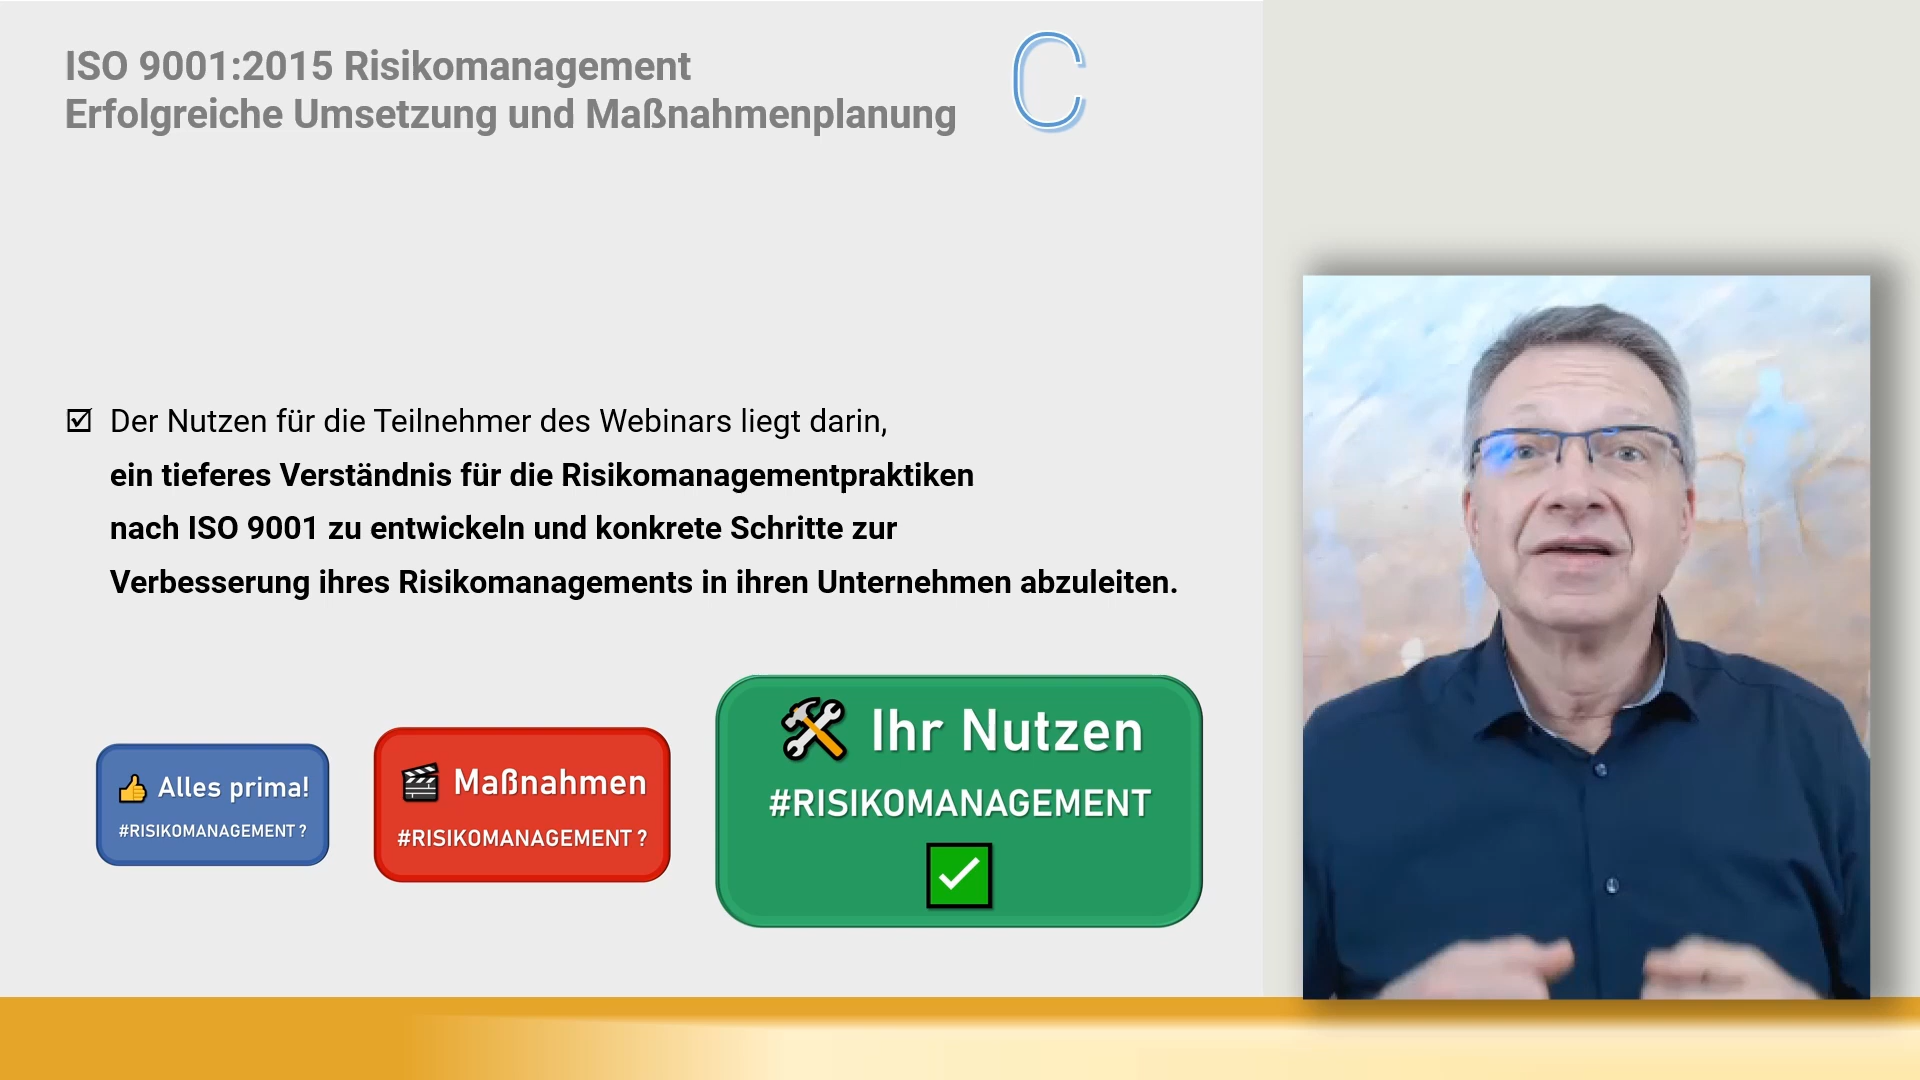 ISO 9001:2015 Risikomanagement
Erfolgreiche Umsetzung und Maßnahmenplanung
C
Der Nutzen für die Teilnehmer des Webinars liegt darin,
ein tieferes Verständnis für die Risikomanagementpraktiken
nach ISO 9001 zu entwickeln und konkrete Schritte zur
Verbesserung ihres Risikomanagements in ihren Unternehmen abzuleiten.
Alles prima!
#RISIKOMANAGEMENT ?
Maßnahmen
#RISIKOMANAGEMENT ?
Ihr Nutzen
#RISIKOMANAGEMENT